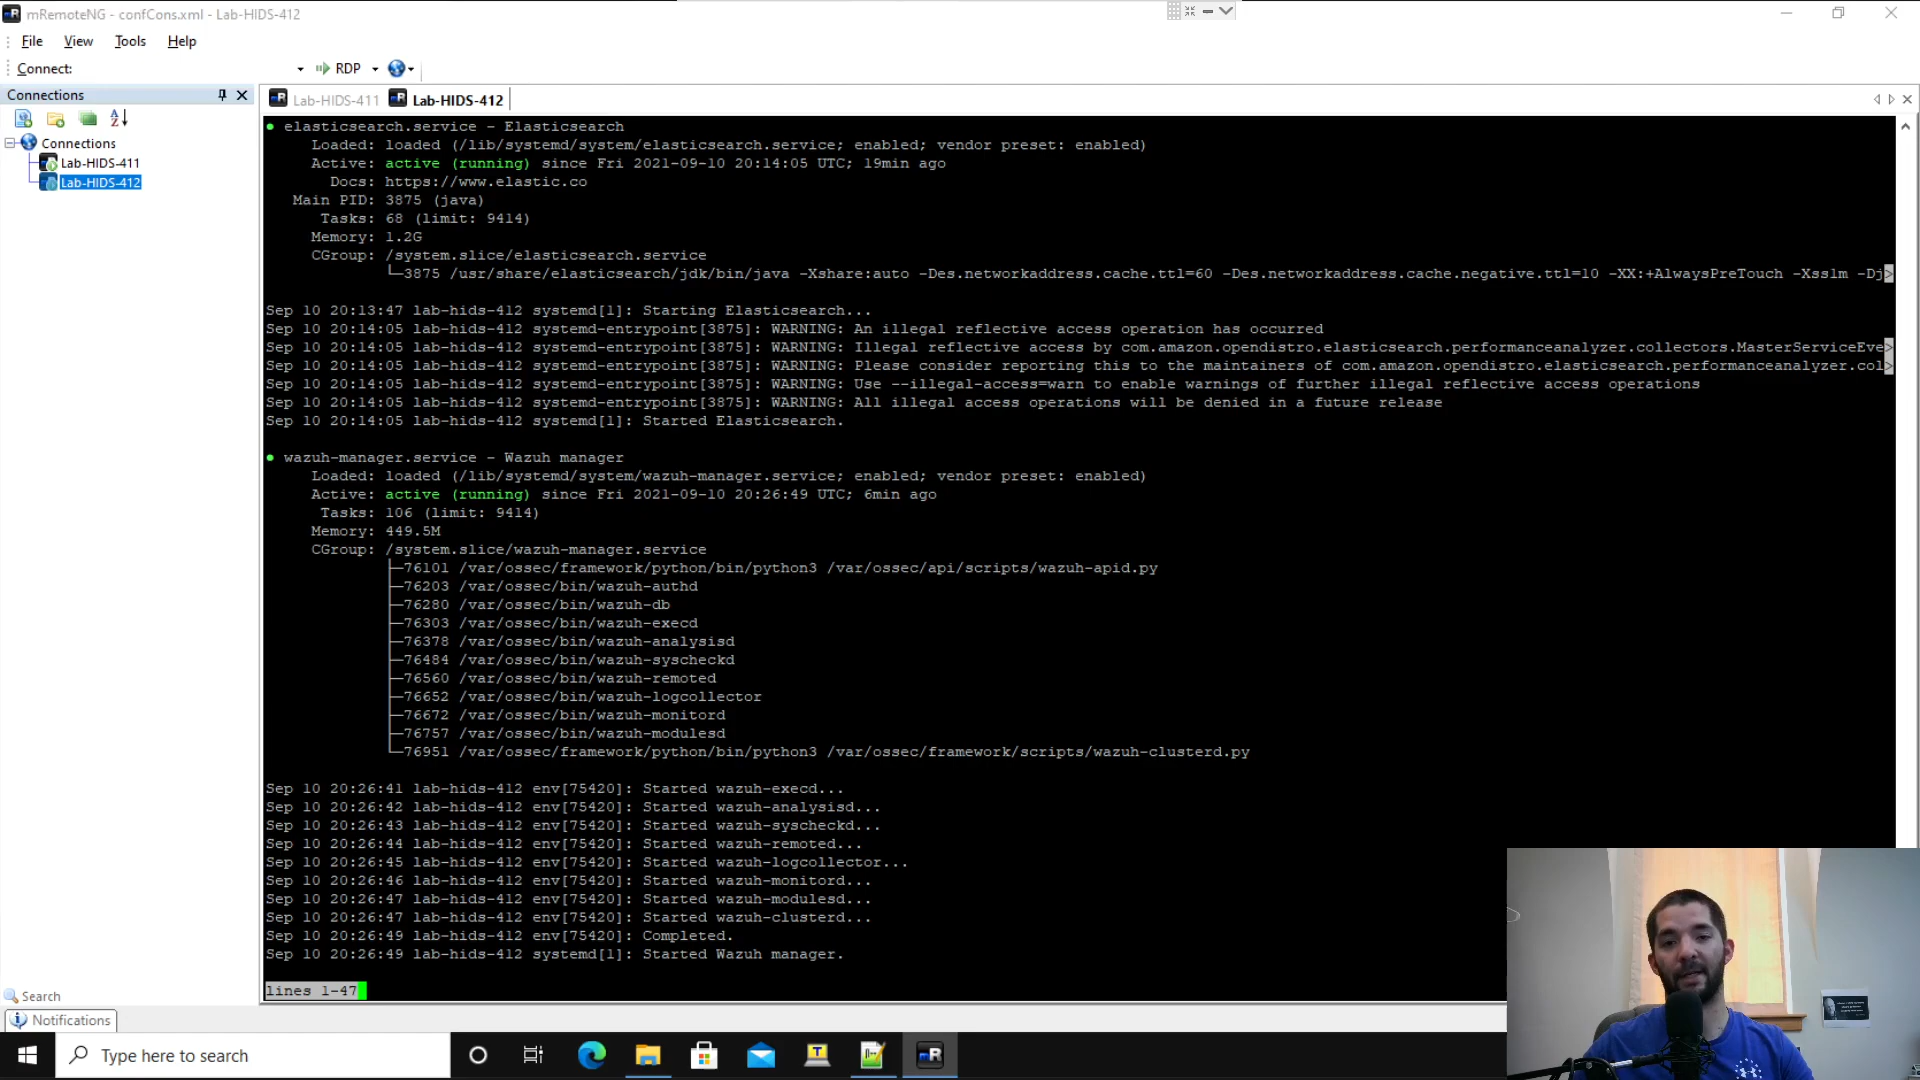 mRemoteNG - confCons.xml - Lab-HIDS-412
File View Tools Help
Connect: RDP
Connections
Lab-HIDS-411 Lab-HIDS-412
Connections
Lab-HIDS-411
Lab-HIDS-412
● elasticsearch.service - Elasticsearch
Loaded: loaded (/lib/systemd/system/elasticsearch.service; enabled; vendor preset: enabled)
Active: active (running) since Fri 2021-09-10 20:14:05 UTC; 19min ago
Docs: https://www.elastic.co
Main PID: 3875 (java)
Tasks: 68 (limit: 9414)
Memory: 1.2G
CGroup: /system.slice/elasticsearch.service
└─3875 /usr/share/elasticsearch/jdk/bin/java -Xshare:auto -Des.networkaddress.cache.ttl=60 -Des.networkaddress.cache.negative.ttl=10 -XX:+AlwaysPreTouch -Xss1m -Dj>
Sep 10 20:13:47 lab-hids-412 systemd[1]: Starting Elasticsearch...
Sep 10 20:14:05 lab-hids-412 systemd-entrypoint[3875]: WARNING: An illegal reflective access operation has occurred
Sep 10 20:14:05 lab-hids-412 systemd-entrypoint[3875]: WARNING: Illegal reflective access by com.amazon.opendistro.elasticsearch.performanceanalyzer.collectors.MasterServiceEve>
Sep 10 20:14:05 lab-hids-412 systemd-entrypoint[3875]: WARNING: Please consider reporting this to the maintainers of com.amazon.opendistro.elasticsearch.performanceanalyzer.col>
Sep 10 20:14:05 lab-hids-412 systemd-entrypoint[3875]: WARNING: Use --illegal-access=warn to enable warnings of further illegal reflective access operations
Sep 10 20:14:05 lab-hids-412 systemd-entrypoint[3875]: WARNING: All illegal access operations will be denied in a future release
Sep 10 20:14:05 lab-hids-412 systemd[1]: Started Elasticsearch.
● wazuh-manager.service - Wazuh manager
Loaded: loaded (/lib/systemd/system/wazuh-manager.service; enabled; vendor preset: enabled)
Active: active (running) since Fri 2021-09-10 20:26:49 UTC; 6min ago
Tasks: 106 (limit: 9414)
Memory: 449.5M
CGroup: /system.slice/wazuh-manager.service
├─76101 /var/ossec/framework/python/bin/python3 /var/ossec/api/scripts/wazuh-apid.py
├─76203 /var/ossec/bin/wazuh-authd
├─76280 /var/ossec/bin/wazuh-db
├─76303 /var/ossec/bin/wazuh-execd
├─76378 /var/ossec/bin/wazuh-analysisd
├─76484 /var/ossec/bin/wazuh-syscheckd
├─76560 /var/ossec/bin/wazuh-remoted
├─76652 /var/ossec/bin/wazuh-logcollector
├─76672 /var/ossec/bin/wazuh-monitord
├─76757 /var/ossec/bin/wazuh-modulesd
└─76951 /var/ossec/framework/python/bin/python3 /var/ossec/framework/scripts/wazuh-clusterd.py
Sep 10 20:26:41 lab-hids-412 env[75420]: Started wazuh-execd...
Sep 10 20:26:42 lab-hids-412 env[75420]: Started wazuh-analysisd...
Sep 10 20:26:43 lab-hids-412 env[75420]: Started wazuh-syscheckd...
Sep 10 20:26:44 lab-hids-412 env[75420]: Started wazuh-remoted...
Sep 10 20:26:45 lab-hids-412 env[75420]: Started wazuh-logcollector...
Sep 10 20:26:46 lab-hids-412 env[75420]: Started wazuh-monitord...
Sep 10 20:26:47 lab-hids-412 env[75420]: Started wazuh-modulesd...
Sep 10 20:26:47 lab-hids-412 env[75420]: Started wazuh-clusterd...
Sep 10 20:26:49 lab-hids-412 env[75420]: Completed.
Sep 10 20:26:49 lab-hids-412 systemd[1]: Started Wazuh manager.
lines 1-47
Search
Notifications
Type here to search